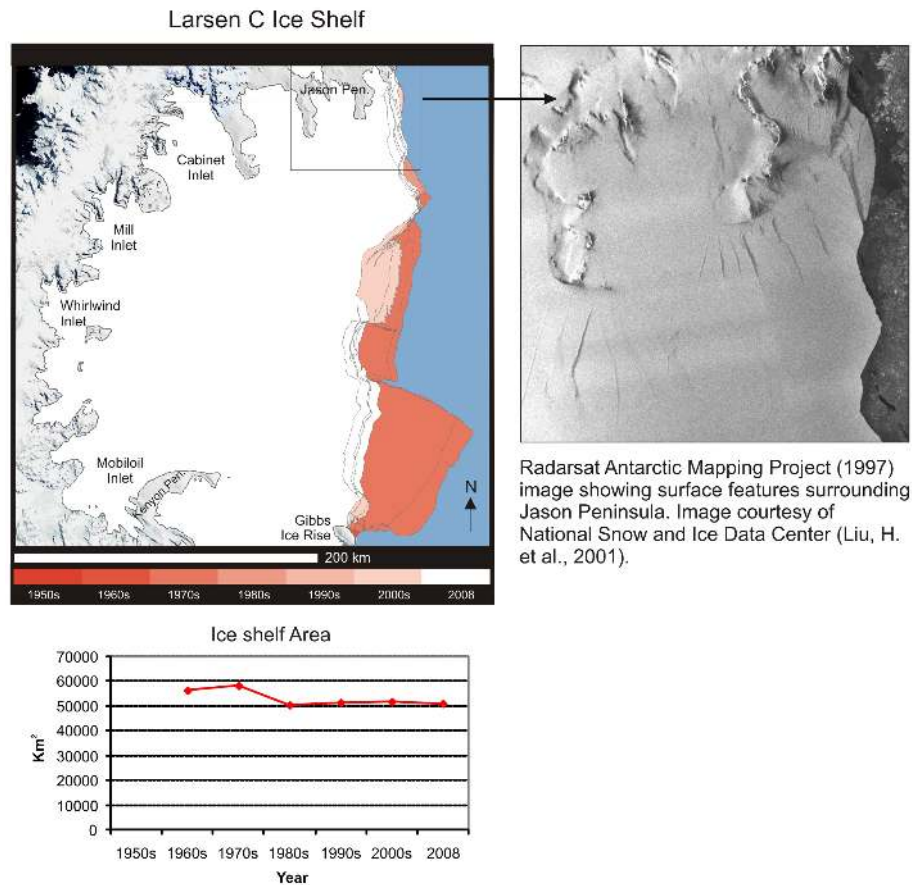 Larsen C Ice Shelf
Jason Pen.
Cabinet
Inlet
Mill
Inlet
Whirlwind
Inlet
Mobiloil
Inlet
Kenyon Pen.
Gibbs
Ice Rise
N
200 km
1950s 1960s 1970s 1980s 1990s 2000s 2008
Radarsat Antarctic Mapping Project (1997)
image showing surface features surrounding
Jason Peninsula. Image courtesy of
National Snow and Ice Data Center (Liu, H.
et al., 2001).
Ice shelf Area
70000
60000
50000
40000
30000
20000
10000
0
Km²
1950s 1960s 1970s 1980s 1990s 2000s 2008
Year